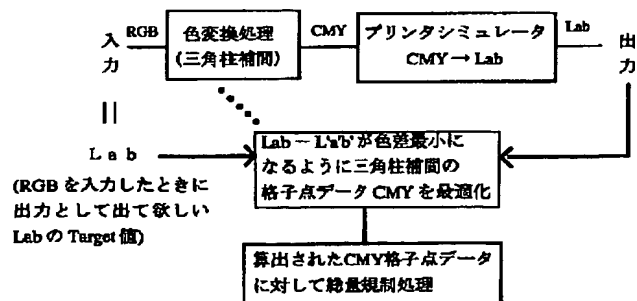 入力
RGB
色変換処理
(三角柱補間)
CMY
プリンタシミュレータ
CMY → Lab
Lab
出力
||
Lab
(RGBを入力したときに
出力として出て欲しい
LabのTarget値)
Lab − L'a'b' が色差最小に
なるように三角柱補間の
格子点データCMYを最適化
算出されたCMY格子点データ
に対して総量規制処理